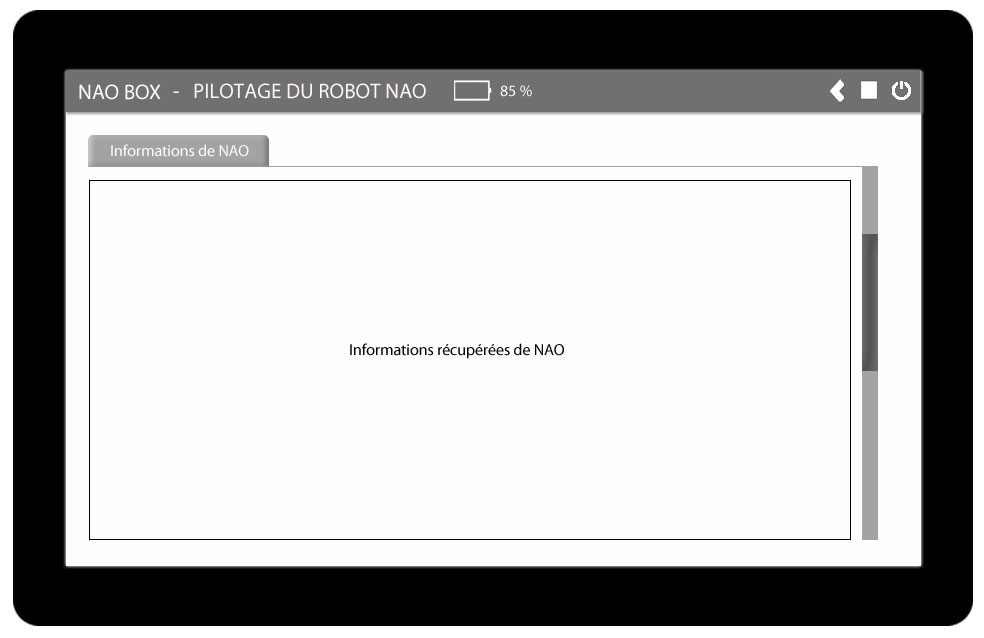 NAO BOX - PILOTAGE DU ROBOT NAO 85 %
Informations de NAO
Informations récupérées de NAO